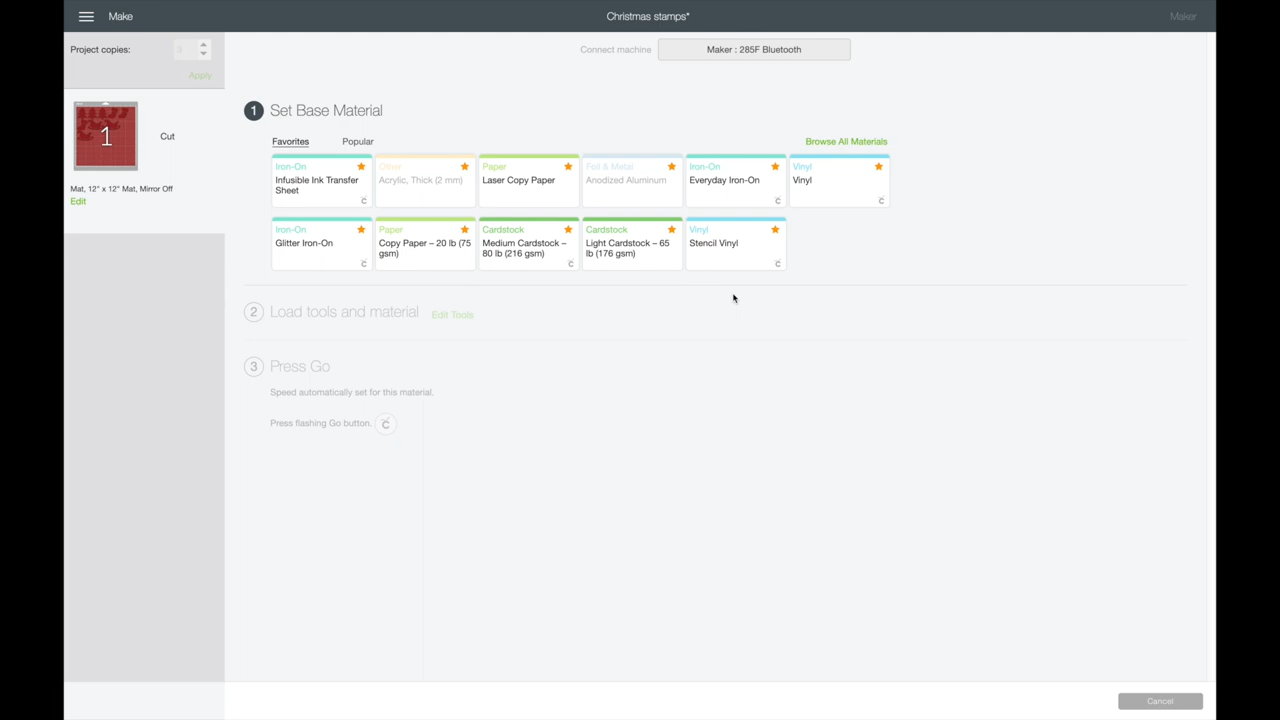 Make
Christmas stamps*
Maker
Project copies:
Apply
1
Cut
Mat, 12" x 12" Mat, Mirror Off
Edit
Connect machine
Maker : 285F Bluetooth
1 Set Base Material
Favorites
Popular
Browse All Materials
Iron-On
Infusible Ink Transfer
Sheet
Other
Acrylic, Thick (2 mm)
Paper
Laser Copy Paper
Foil & Metal
Anodized Aluminum
Iron-On
Everyday Iron-On
Vinyl
Vinyl
Iron-On
Glitter Iron-On
Paper
Copy Paper – 20 lb (75
gsm)
Cardstock
Medium Cardstock –
80 lb (216 gsm)
Cardstock
Light Cardstock – 65
lb (176 gsm)
Vinyl
Stencil Vinyl
2 Load tools and material
Edit Tools
3 Press Go
Speed automatically set for this material.
Press flashing Go button.
Cancel